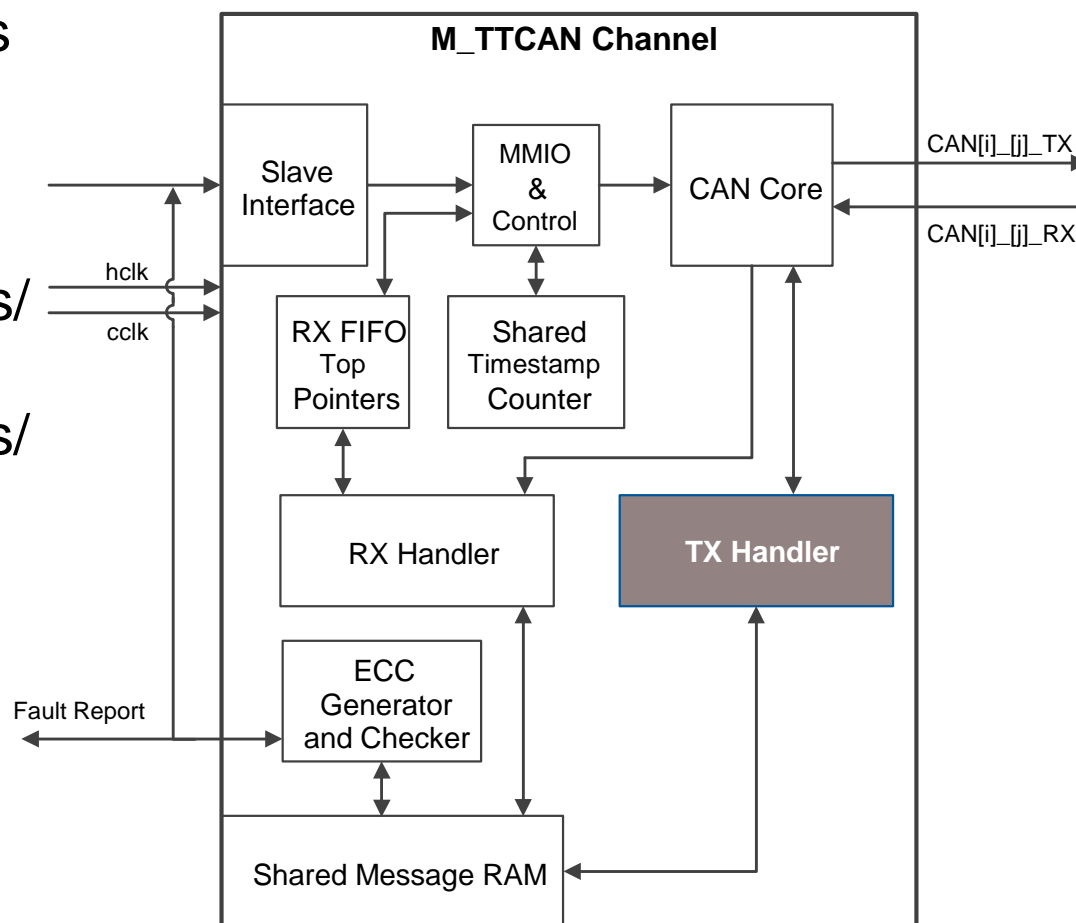 s
M_TTCAN Channel
Slave
Interface
MMIO
&
Control
CAN Core
CAN[i]_[j]_TX
CAN[i]_[j]_RX
s/
hclk
cclk
s/
RX FIFO
Top
Pointers
Shared
Timestamp
Counter
RX Handler
TX Handler
ECC
Generator
and Checker
Fault Report
Shared Message RAM